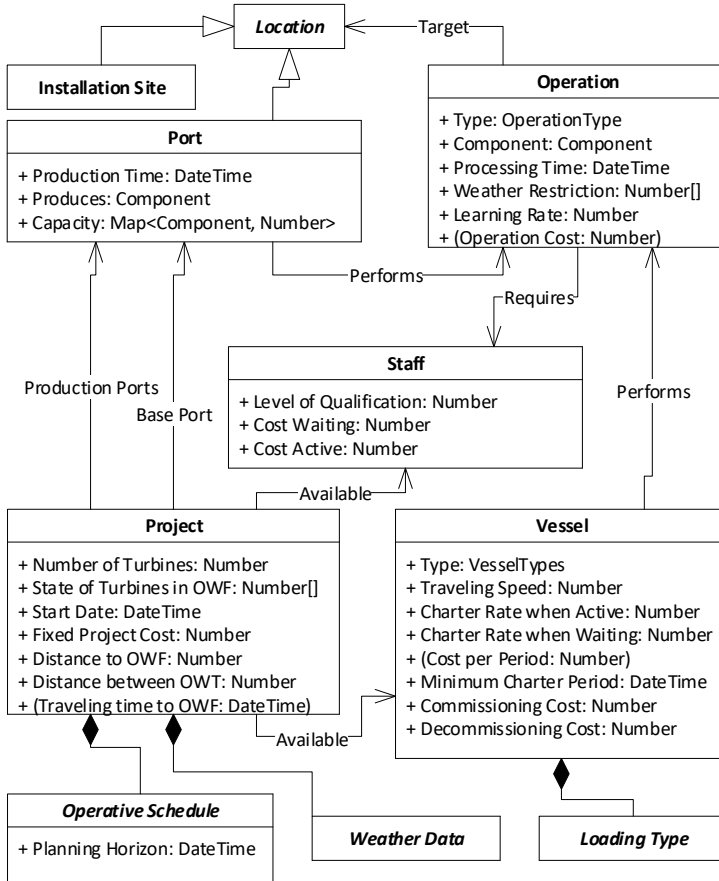 Location
Target
Installation Site
Operation
+ Type: OperationType
+ Component: Component
+ Processing Time: DateTime
+ Weather Restriction: Number[]
+ Learning Rate: Number
+ (Operation Cost: Number)
Port
+ Production Time: DateTime
+ Produces: Component
+ Capacity: Map<Component, Number>
Performs
Requires
Staff
+ Level of Qualification: Number
+ Cost Waiting: Number
+ Cost Active: Number
Production Ports
Base Port
Performs
Available
Project
+ Number of Turbines: Number
+ State of Turbines in OWF: Number[]
+ Start Date: DateTime
+ Fixed Project Cost: Number
+ Distance to OWF: Number
+ Distance between OWT: Number
+ (Traveling time to OWF: DateTime)
Vessel
+ Type: VesselTypes
+ Traveling Speed: Number
+ Charter Rate when Active: Number
+ Charter Rate when Waiting: Number
+ (Cost per Period: Number)
+ Minimum Charter Period: DateTime
+ Commissioning Cost: Number
+ Decommissioning Cost: Number
Available
Operative Schedule
+ Planning Horizon: DateTime
Weather Data
Loading Type